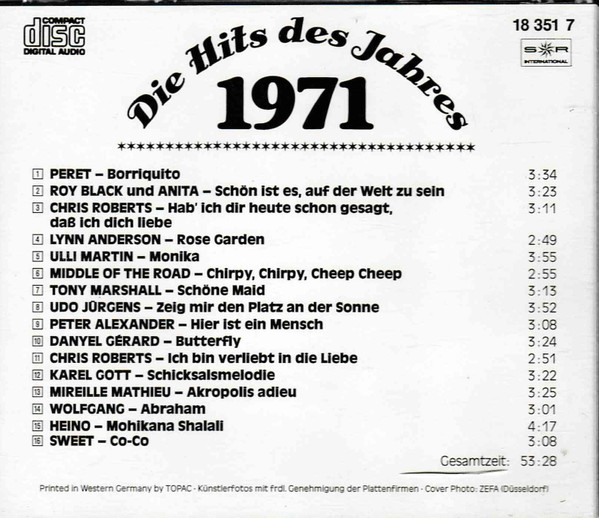 COMPACT
disc
DIGITAL AUDIO
18 351 7
S R
INTERNATIONAL
Die Hits des Jahres
1971
1 PERET – Borriquito 3:34
2 ROY BLACK und ANITA – Schön ist es, auf der Welt zu sein 3:23
3 CHRIS ROBERTS – Hab' ich dir heute schon gesagt, 3:11
daß ich dich liebe
4 LYNN ANDERSON – Rose Garden 2:49
5 ULLI MARTIN – Monika 3:55
6 MIDDLE OF THE ROAD – Chirpy, Chirpy, Cheep Cheep 2:55
7 TONY MARSHALL – Schöne Maid 3:13
8 UDO JÜRGENS – Zeig mir den Platz an der Sonne 3:52
9 PETER ALEXANDER – Hier ist ein Mensch 3:08
10 DANYEL GÉRARD – Butterfly 3:24
11 CHRIS ROBERTS – Ich bin verliebt in die Liebe 2:51
12 KAREL GOTT – Schicksalsmelodie 3:22
13 MIREILLE MATHIEU – Akropolis adieu 3:25
14 WOLFGANG – Abraham 3:01
15 HEINO – Mohikana Shalali 4:17
16 SWEET – Co-Co 3:08
Gesamtzeit: 53:28
Printed in Western Germany by TOPAC · Künstlerfotos mit frdl. Genehmigung der Plattenfirmen · Cover Photo: ZEFA (Düsseldorf)